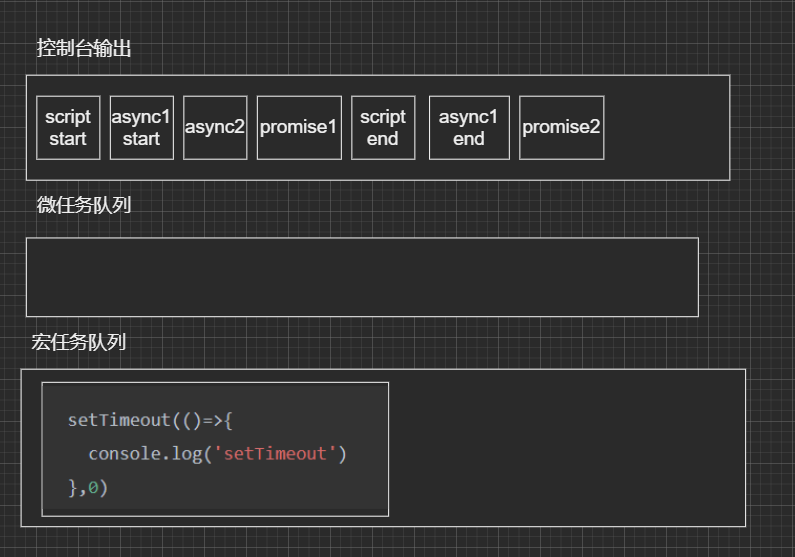 控制台输出
script start
async1 start
async2
promise1
script end
async1 end
promise2
微任务队列
宏任务队列
setTimeout(()=>{
console.log('setTimeout')
},0)